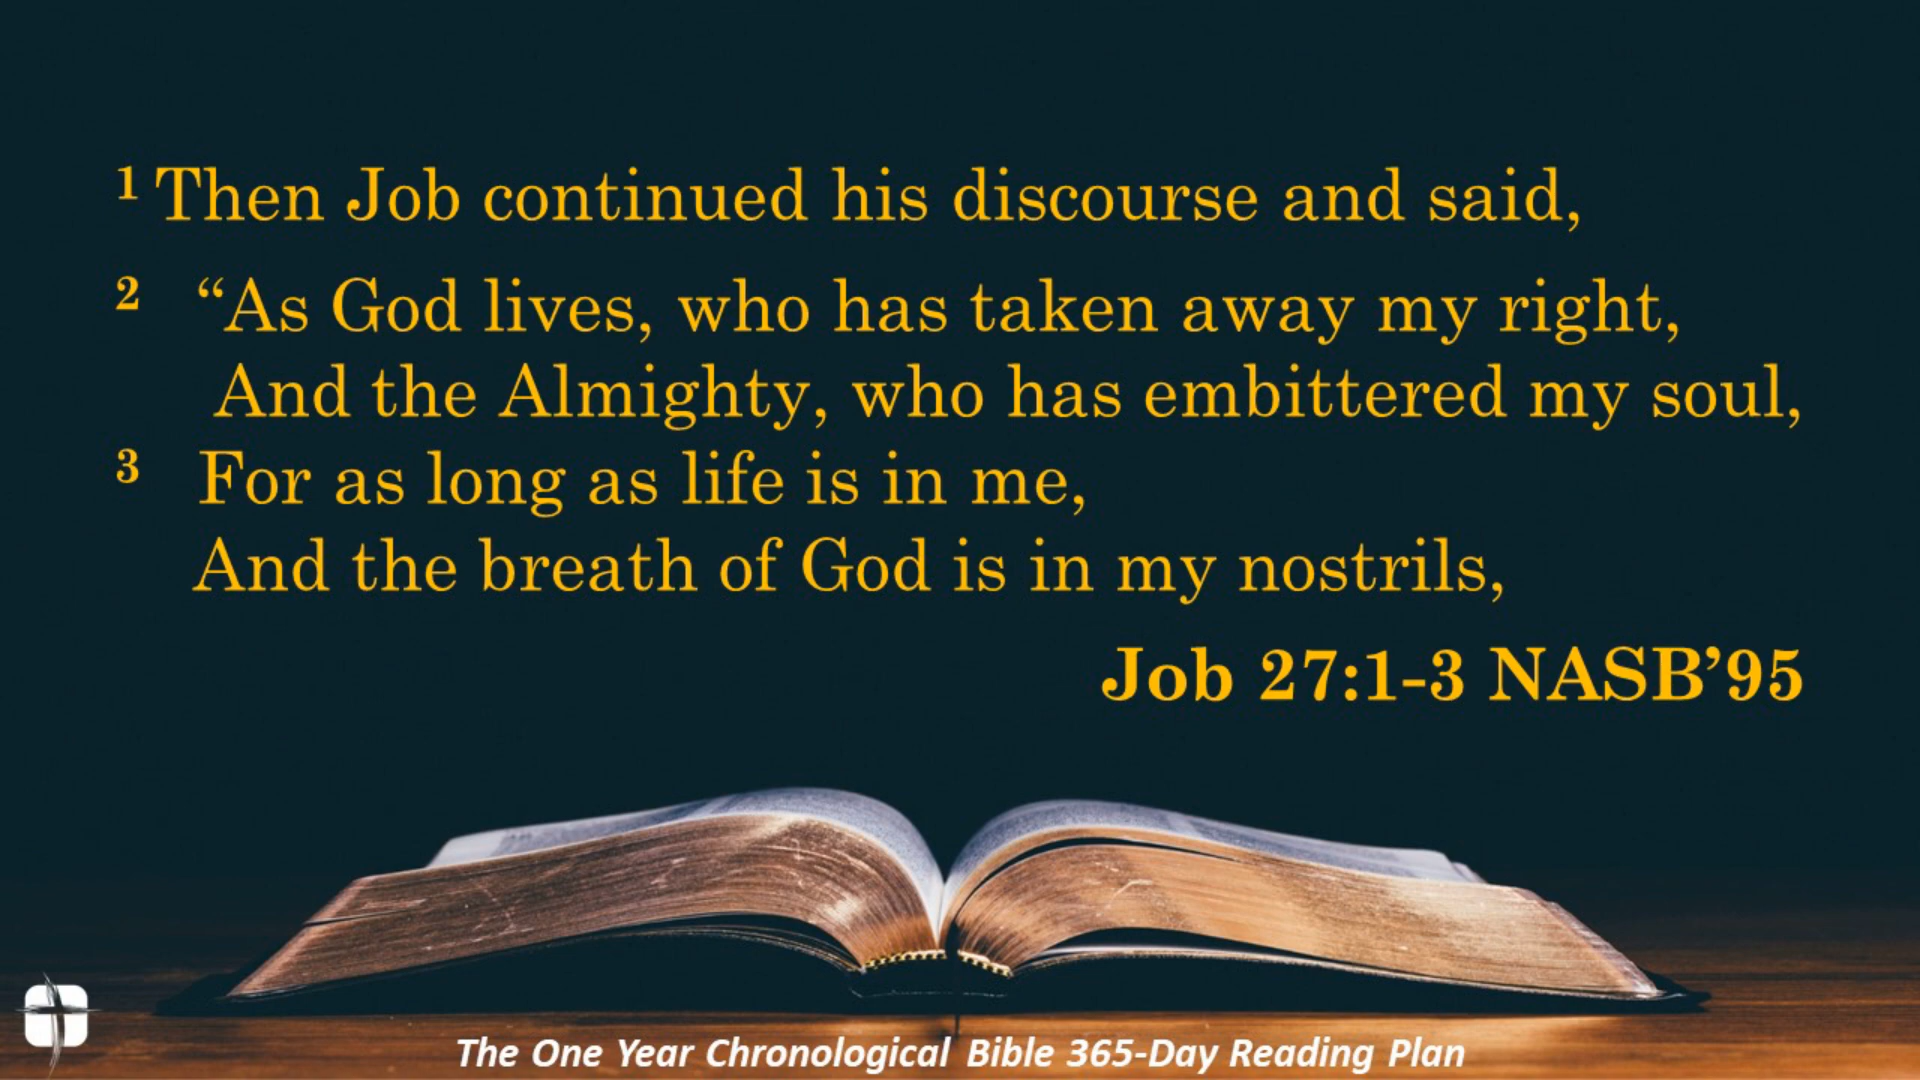 1 Then Job continued his discourse and said,
2 “As God lives, who has taken away my right,
And the Almighty, who has embittered my soul,
3 For as long as life is in me,
And the breath of God is in my nostrils,
Job 27:1-3 NASB’95
The One Year Chronological Bible 365-Day Reading Plan